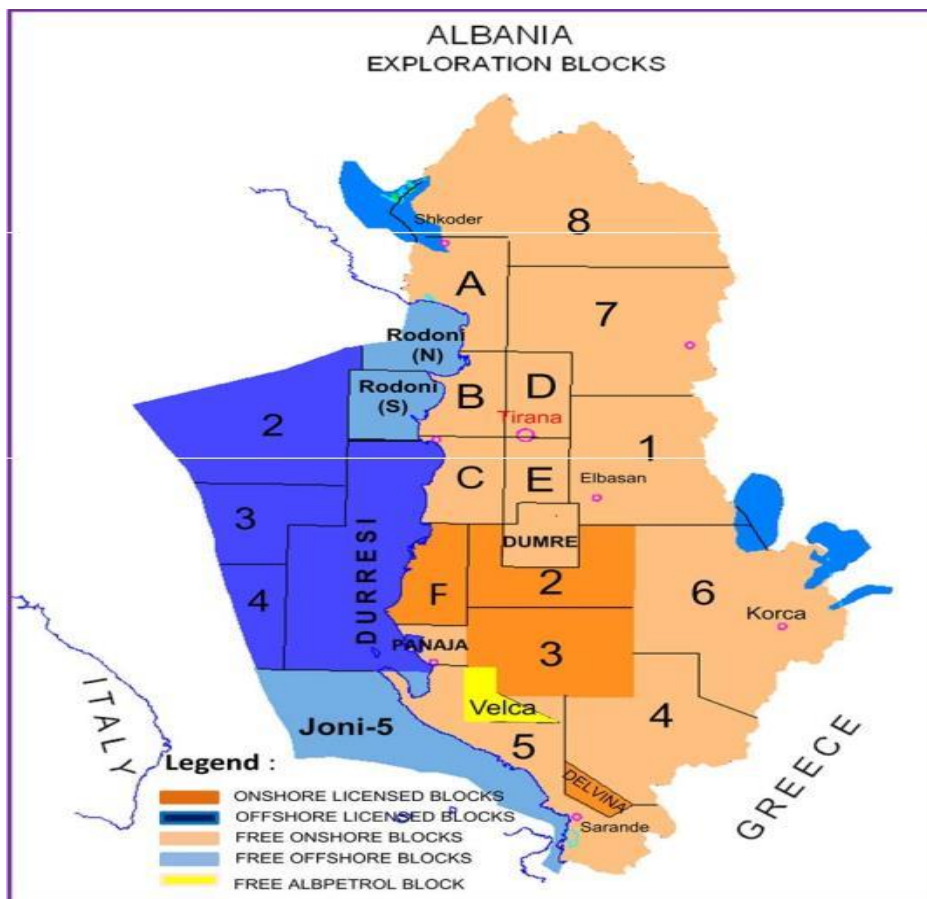 ALBANIA
EXPLORATION BLOCKS
8
Shkoder
A
7
Rodoni
(N)
Rodoni
(S)
B
D
Tirana
2
1
C
E
Elbasan
3
DUMRE
DURRESI
4
F
2
6
Korca
PANAJA
3
ITALY
Velca
4
Joni-5
5
GREECE
DELVINA
Sarande
Legend :
ONSHORE LICENSED BLOCKS
OFFSHORE LICENSED BLOCKS
FREE ONSHORE BLOCKS
FREE OFFSHORE BLOCKS
FREE ALBPETROL BLOCK